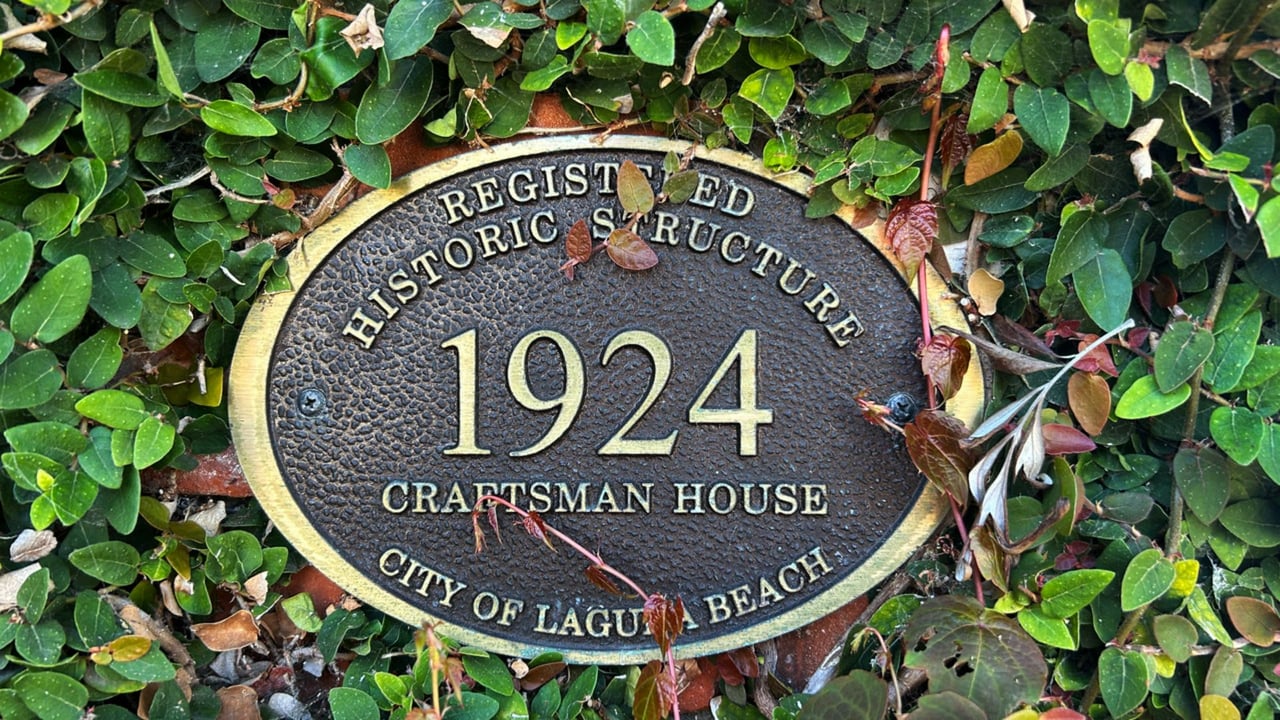 REGISTERED
HISTORIC STRUCTURE
1924
CRAFTSMAN HOUSE
CITY OF LAGUNA BEACH